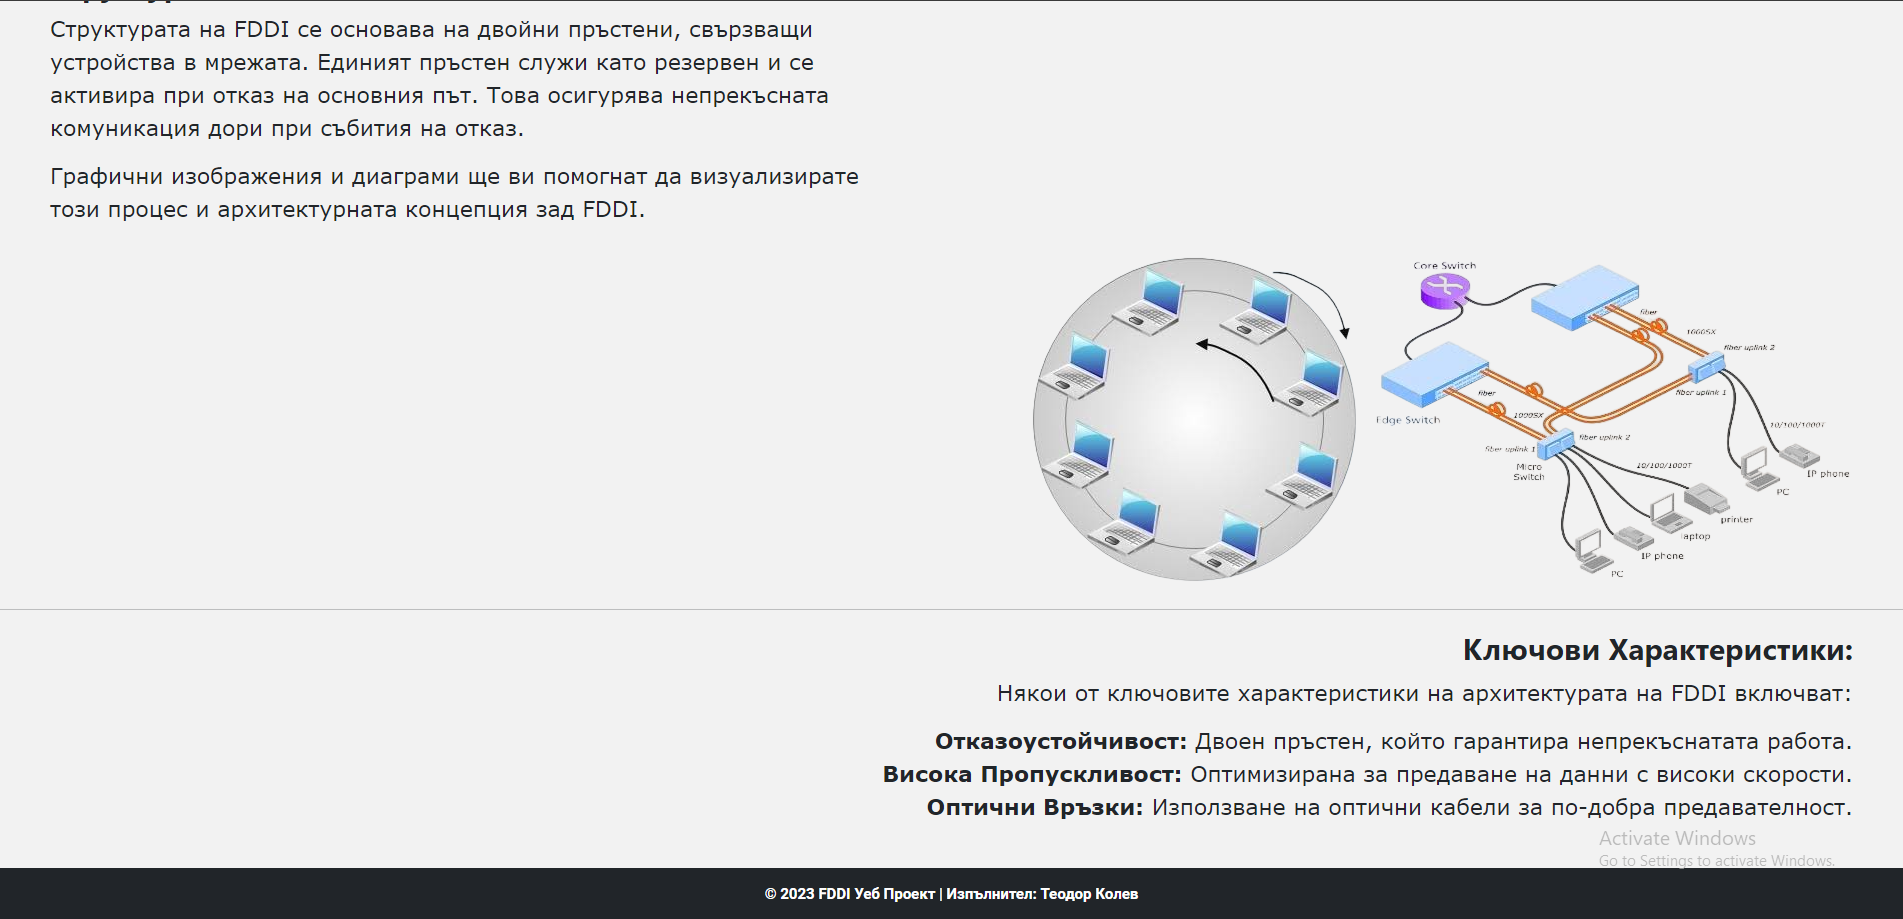 Структурата на FDDI се основава на двойни пръстени, свързващи
устройства в мрежата. Единият пръстен служи като резервен и се
активира при отказ на основния път. Това осигурява непрекъсната
комуникация дори при събития на отказ.
Графични изображения и диаграми ще ви помогнат да визуализирате
този процес и архитектурната концепция зад FDDI.
Core Switch
fiber
1000SX
fiber uplink 2
fiber uplink 1
Edge Switch
fiber
1000SX
fiber uplink 1
fiber uplink 2
Micro
Switch
10/100/1000T
10/100/1000T
IP phone
PC
printer
laptop
IP phone
PC
Ключови Характеристики:
Някои от ключовите характеристики на архитектурата на FDDI включват:
Отказоустойчивост: Двоен пръстен, който гарантира непрекъснатата работа.
Висока Пропускливост: Оптимизирана за предаване на данни с високи скорости.
Оптични Връзки: Използване на оптични кабели за по-добра предавателност.
Activate Windows
Go to Settings to activate Windows.
© 2023 FDDI Уеб Проект | Изпълнител: Теодор Колев